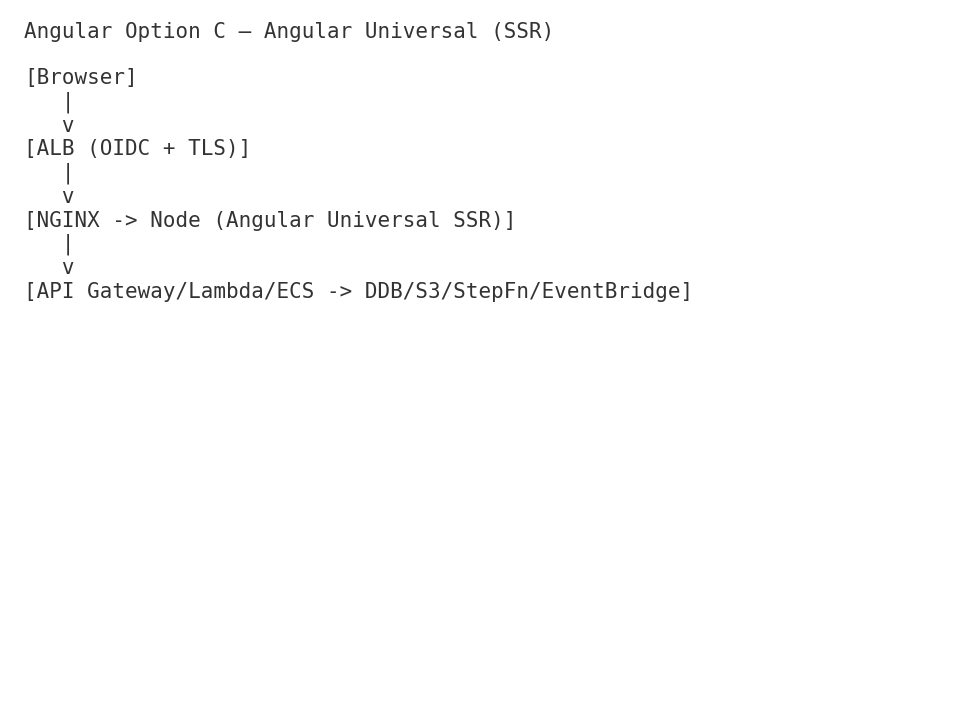 Angular Option C — Angular Universal (SSR)
[Browser]
   |
   v
[ALB (OIDC + TLS)]
   |
   v
[NGINX -> Node (Angular Universal SSR)]
   |
   v
[API Gateway/Lambda/ECS -> DDB/S3/StepFn/EventBridge]